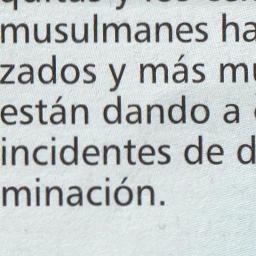 musulmanes ha
zados y más mu
están dando a
incidentes de d
minación.